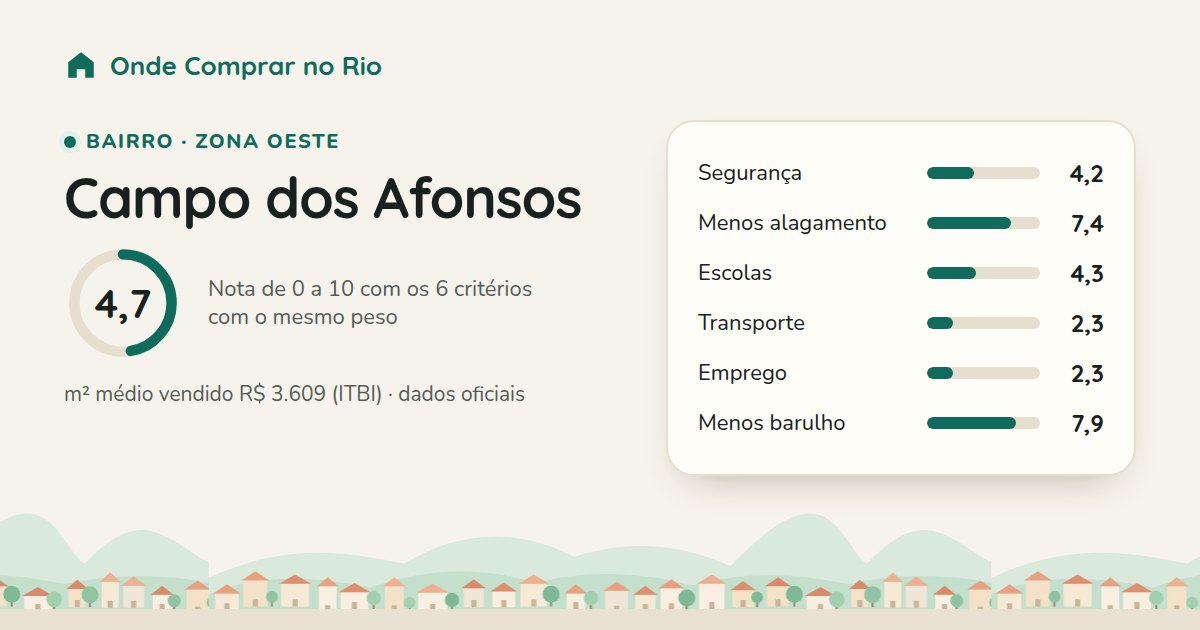 Onde Comprar no Rio
BAIRRO · ZONA OESTE
Campo dos Afonsos
4,7
Nota de 0 a 10 com os 6 critérios
com o mesmo peso
m² médio vendido R$ 3.609 (ITBI) · dados oficiais
Segurança 4,2
Menos alagamento 7,4
Escolas 4,3
Transporte 2,3
Emprego 2,3
Menos barulho 7,9